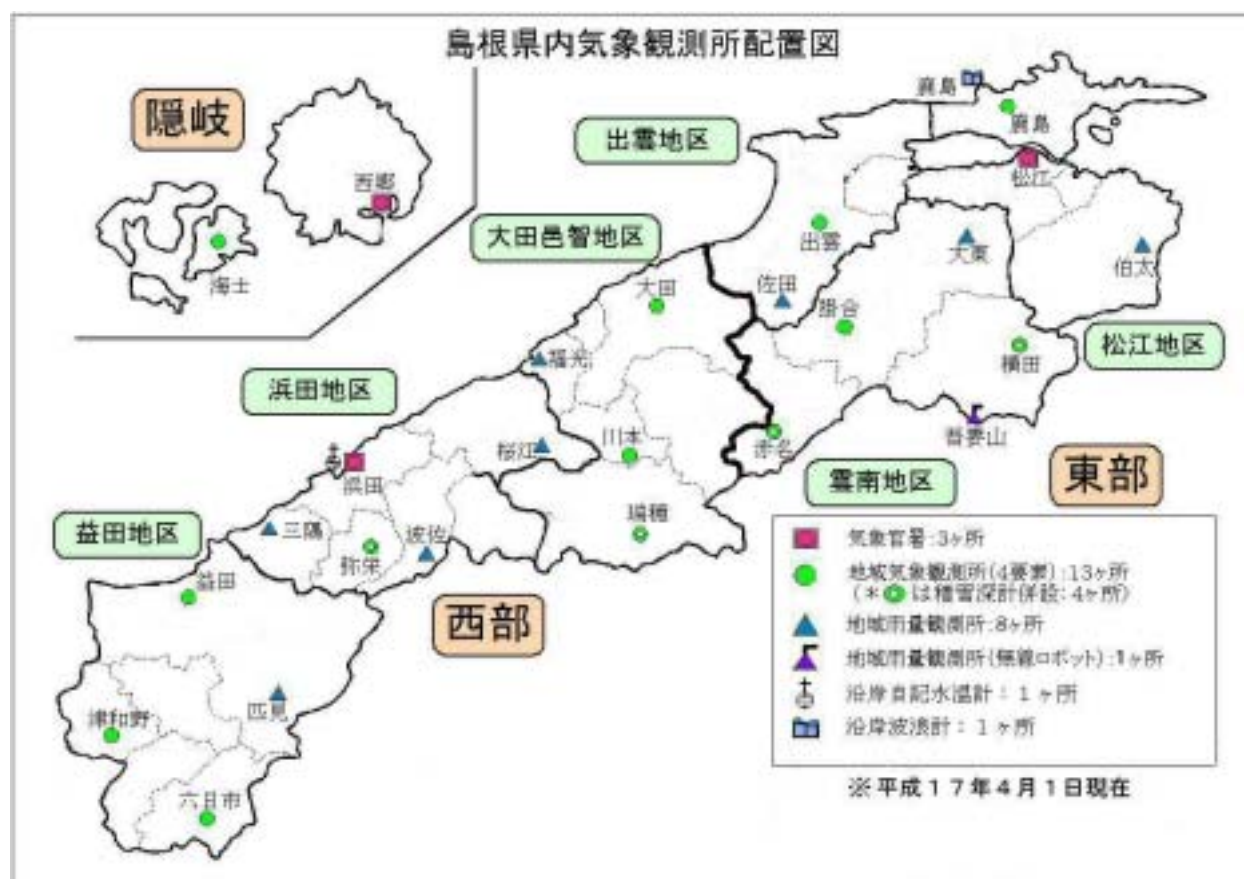 島根県内気象観測所配置図
隠岐
西郷
海士
鹿島
鹿島
出雲地区
松江
大田邑智地区
出雲
大東
伯太
佐田
大田
掛合
横田
松江地区
福光
浜田地区
吾妻山
赤名
川本
桜江
浜田
雲南地区
東部
益田地区
三隅
弥栄
波佐
瑞穂
益田
西部
匹見
津和野
六日市
気象官署:3ヶ所
地域気象観測所(4要素):13ヶ所
(*は積雪深計併設:4ヶ所)
地域雨量観測所:8ヶ所
地域雨量観測所(無線ロボット):1ヶ所
沿岸自記水温計:1ヶ所
沿岸波浪計:1ヶ所
※平成17年4月1日現在